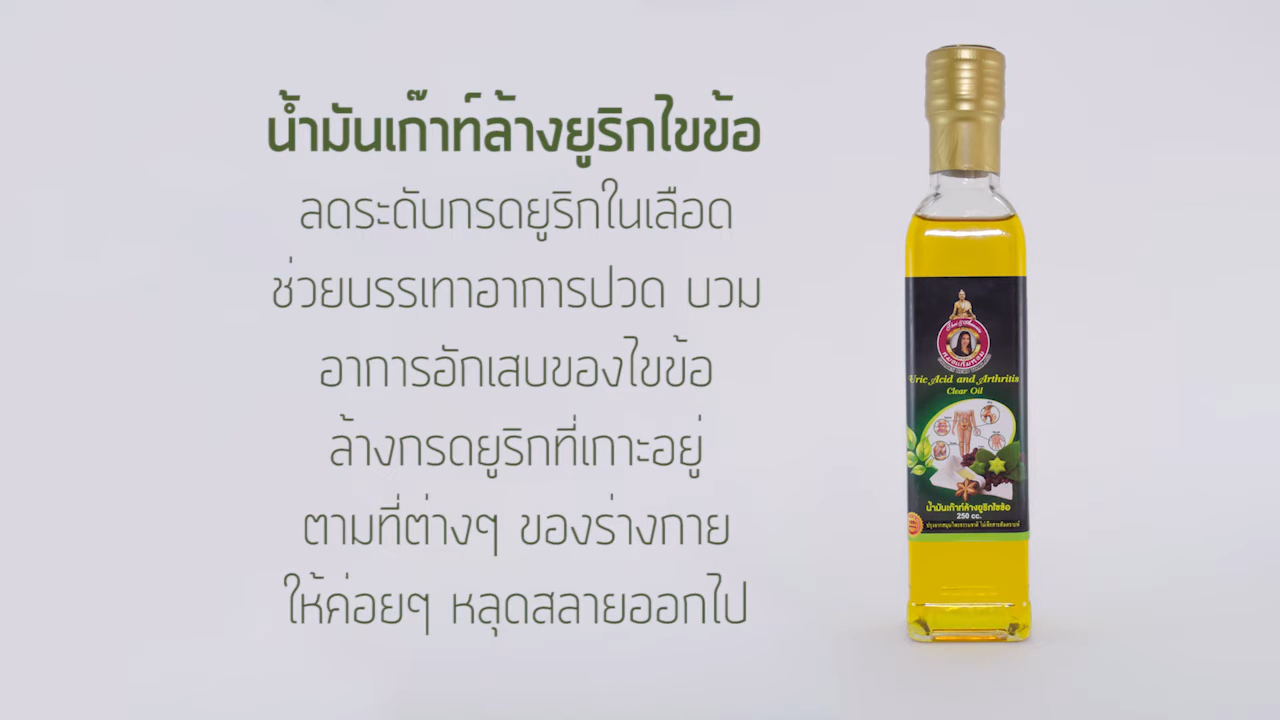 น้ำมันเก๊าท์ล้างยูริกไขข้อ
ลดระดับกรดยูริกในเลือด
ช่วยบรรเทาอาการปวด บวม
อาการอักเสบของไขข้อ
ล้างกรดยูริกที่เกาะอยู่
ตามที่ต่างๆ ของร่างกาย
ให้ค่อยๆ หลุดสลายออกไป
Uric Acid and Arthritis
Clear Oil
น้ำมันเก๊าท์ล้างยูริกไขข้อ
250 cc.